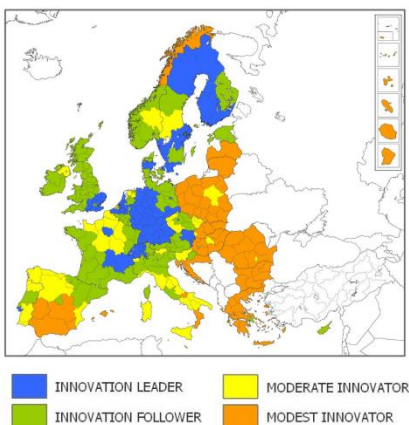 INNOVATION LEADER
MODERATE INNOVATOR
INNOVATION FOLLOWER
MODEST INNOVATOR